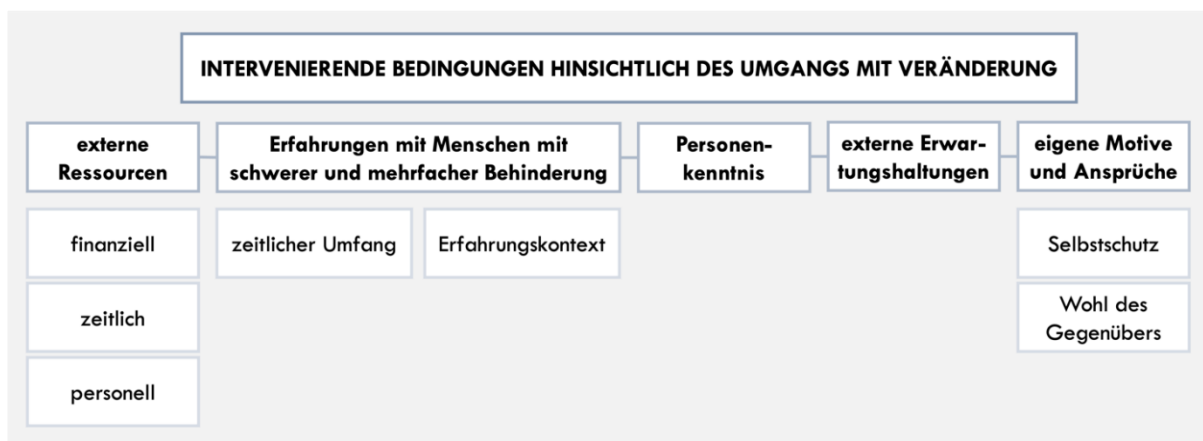 INTERVENIERENDE BEDINGUNGEN HINSICHTLICH DES UMGANGS MIT VERÄNDERUNG
externe
Ressourcen
Erfahrungen mit Menschen mit
schwerer und mehrfacher Behinderung
Personen-
kenntnis
externe Erwar-
tungshaltungen
eigene Motive
und Ansprüche
finanziell
zeitlich
personell
zeitlicher Umfang
Erfahrungskontext
Selbstschutz
Wohl des
Gegenübers